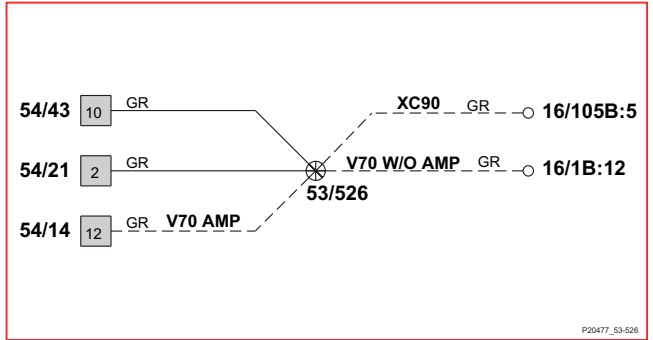 XC90 GR 16/105B:5
54/43 10 GR
54/21 2 GR V70 W/O AMP GR 16/1B:12
53/526
54/14 12 GR V70 AMP
P20477_53-526